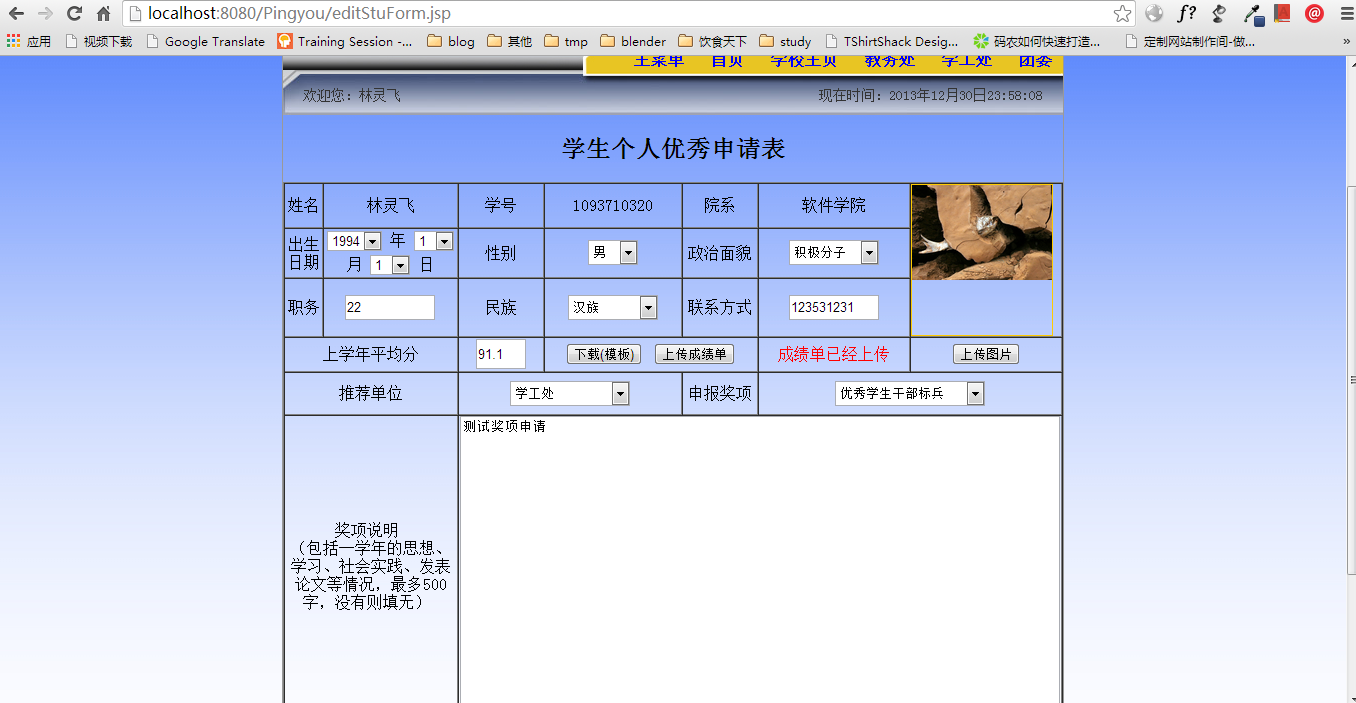 localhost:8080/Pingyou/editStuForm.jsp
f?
应用 视频下载 Google Translate Training Session -... blog 其他 tmp blender 饮食天下 study TShirtShack Desig... 码农如何快速打造... 定制网站制作间-做... »
主菜单 首页 学校主页 教务处 学工处 团委
欢迎您：林灵飞 现在时间：2013年12月30日23:58:08
学生个人优秀申请表
姓名 林灵飞 学号 1093710320 院系 软件学院
出生
日期 1994 年 1
月 1 日 性别 男 政治面貌 积极分子
职务 22 民族 汉族 联系方式 123531231
上学年平均分 91.1 下载(模板) 上传成绩单 成绩单已经上传 上传图片
推荐单位 学工处 申报奖项 优秀学生干部标兵
测试奖项申请
奖项说明
（包括一学年的思想、
学习、社会实践、发表
论文等情况，最多500
字，没有则填无）